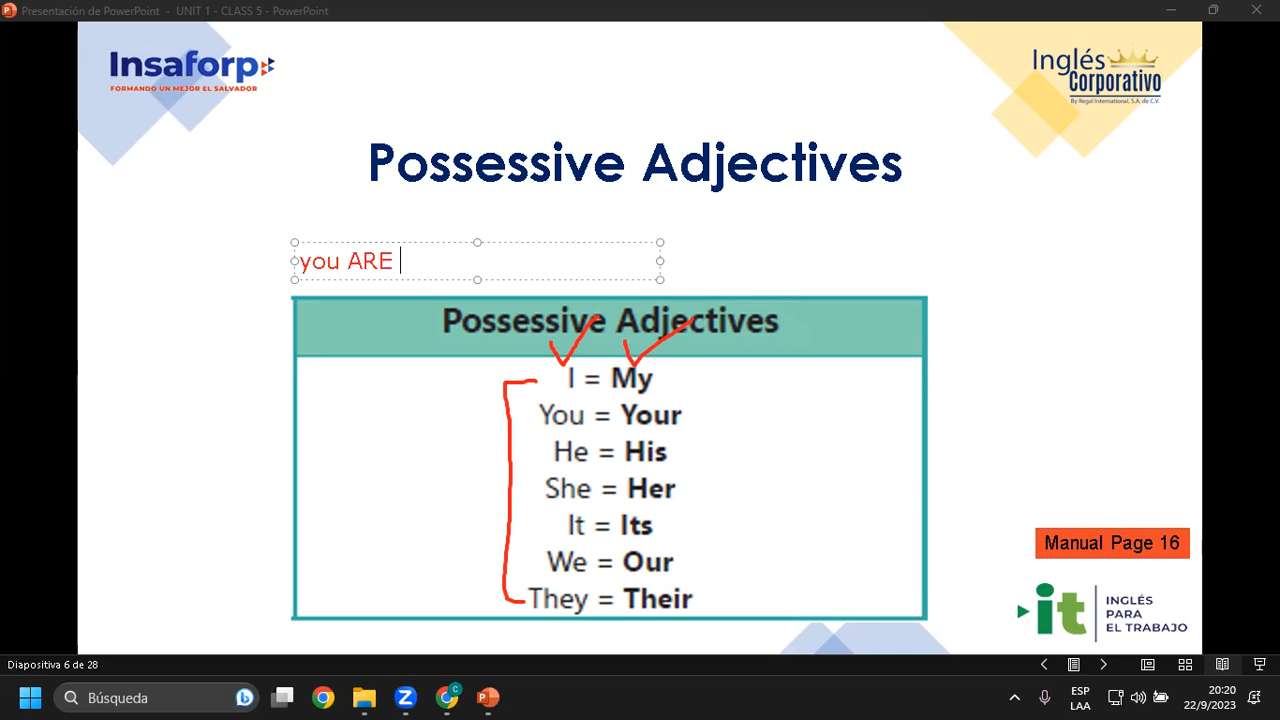 Presentación de PowerPoint - UNIT 1 - CLASS 5 - PowerPoint
Insaforp
FORMANDO UN MEJOR EL SALVADOR
Inglés
Corporativo
By Regal International, S.A. de C.V.
Possessive Adjectives
you ARE
Possessive Adjectives
I = My
You = Your
He = His
She = Her
It = Its
We = Our
They = Their
Manual Page 16
it
INGLÉS
PARA
EL TRABAJO
Diapositiva 6 de 28
Búsqueda
ESP
LAA
20:20
22/9/2023